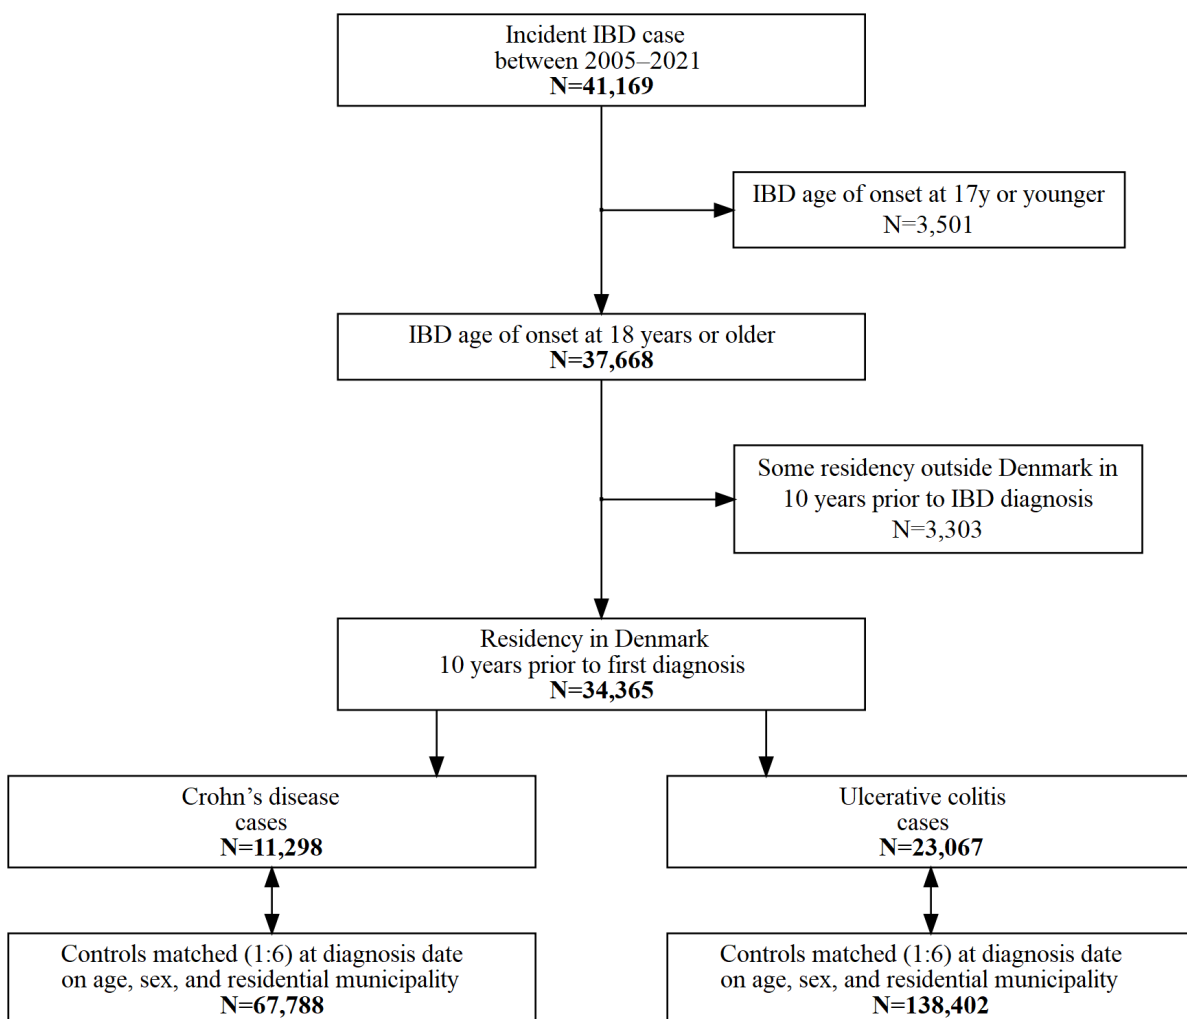 Incident IBD case
between 2005–2021
N=41,169
IBD age of onset at 17y or younger
N=3,501
IBD age of onset at 18 years or older
N=37,668
Some residency outside Denmark in
10 years prior to IBD diagnosis
N=3,303
Residency in Denmark
10 years prior to first diagnosis
N=34,365
Crohn’s disease
cases
N=11,298
Ulcerative colitis
cases
N=23,067
Controls matched (1:6) at diagnosis date
on age, sex, and residential municipality
N=67,788
Controls matched (1:6) at diagnosis date
on age, sex, and residential municipality
N=138,402